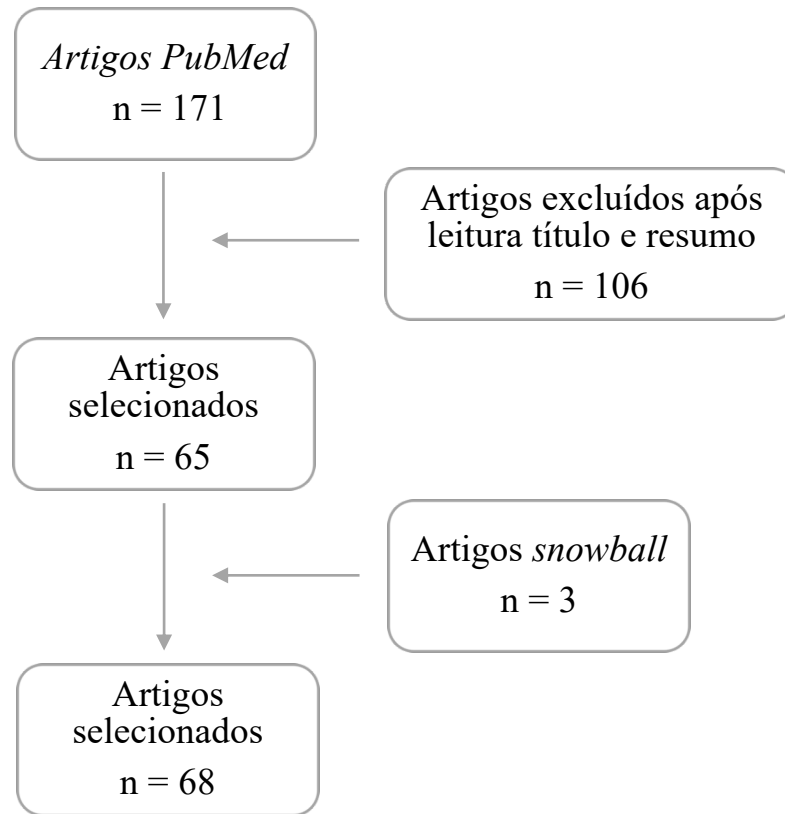 Artigos PubMed
n = 171
Artigos excluídos após
leitura título e resumo
n = 106
Artigos
selecionados
n = 65
Artigos snowball
n = 3
Artigos
selecionados
n = 68